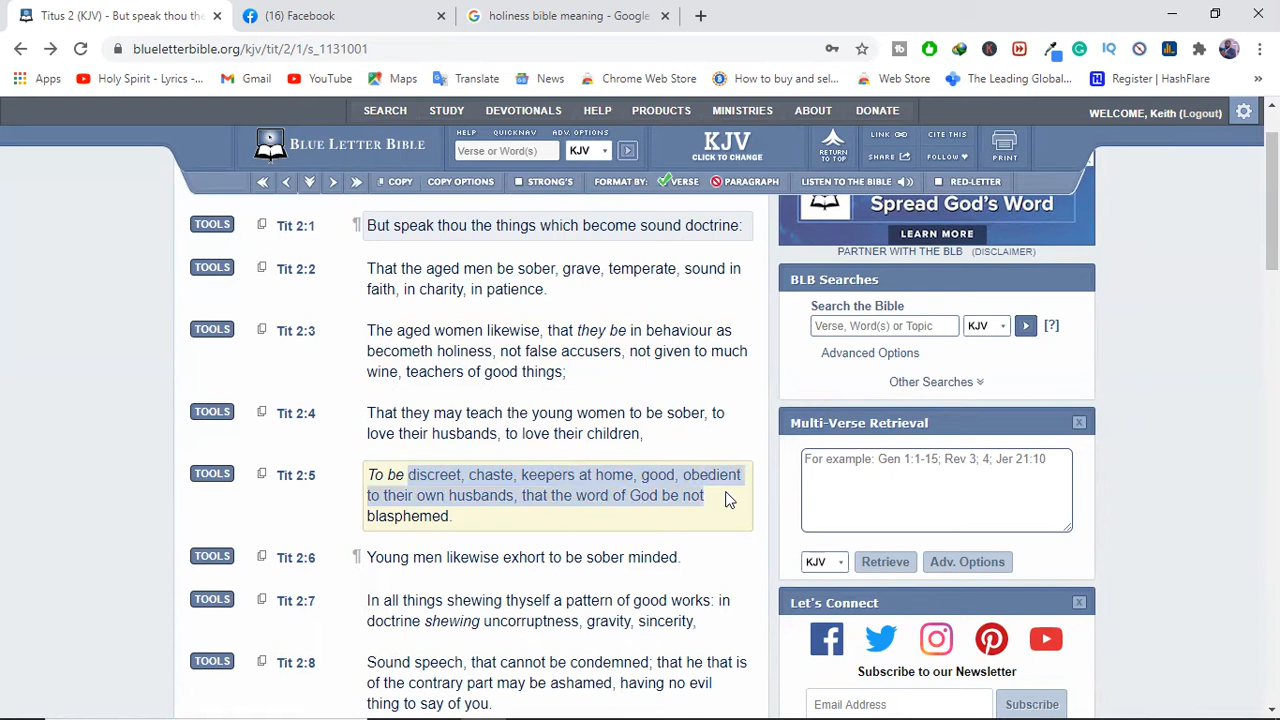 Titus 2 (KJV) - But speak thou the
(16) Facebook
holiness bible meaning - Google
blueletterbible.org/kjv/tit/2/1/s_1131001
Apps
Holy Spirit - Lyrics -...
Gmail
YouTube
Maps
Translate
News
Chrome Web Store
How to buy and sel...
Web Store
The Leading Global...
Register | HashFlare
SEARCH STUDY DEVOTIONALS HELP PRODUCTS MINISTRIES ABOUT DONATE
WELCOME, Keith (Logout)
BLUE LETTER BIBLE
HELP QUICKNAV ADV. OPTIONS
Verse or Word(s) KJV
KJV
CLICK TO CHANGE
RETURN
TO TOP
LINK CITE THIS
SHARE FOLLOW
PRINT
COPY COPY OPTIONS STRONG'S FORMAT BY: VERSE PARAGRAPH LISTEN TO THE BIBLE RED-LETTER
TOOLS Tit 2:1 ¶ But speak thou the things which become sound doctrine:
TOOLS Tit 2:2 That the aged men be sober, grave, temperate, sound in
faith, in charity, in patience.
TOOLS Tit 2:3 The aged women likewise, that they be in behaviour as
becometh holiness, not false accusers, not given to much
wine, teachers of good things;
TOOLS Tit 2:4 That they may teach the young women to be sober, to
love their husbands, to love their children,
TOOLS Tit 2:5 To be discreet, chaste, keepers at home, good, obedient
to their own husbands, that the word of God be not
blasphemed.
TOOLS Tit 2:6 ¶ Young men likewise exhort to be sober minded.
TOOLS Tit 2:7 In all things shewing thyself a pattern of good works: in
doctrine shewing uncorruptness, gravity, sincerity,
TOOLS Tit 2:8 Sound speech, that cannot be condemned; that he that is
of the contrary part may be ashamed, having no evil
thing to say of you.
Spread God's Word
LEARN MORE
PARTNER WITH THE BLB (DISCLAIMER)
BLB Searches
Search the Bible
Verse, Word(s) or Topic KJV [?]
Advanced Options
Other Searches
Multi-Verse Retrieval X
For example: Gen 1:1-15; Rev 3; 4; Jer 21:10
KJV Retrieve Adv. Options
Let's Connect X
Subscribe to our Newsletter
Email Address Subscribe